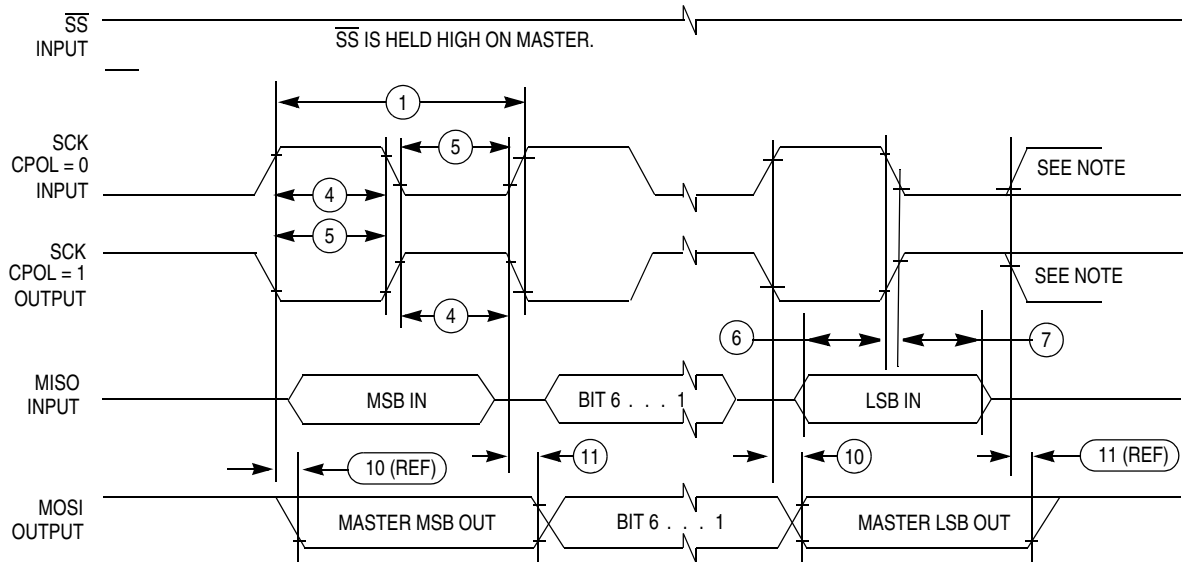 SS
INPUT
SS IS HELD HIGH ON MASTER.
1
SCK
CPOL = 0
INPUT
5
SEE NOTE
4
5
SCK
CPOL = 1
OUTPUT
SEE NOTE
4
6
7
MISO
INPUT
MSB IN
BIT 6 . . . 1
LSB IN
10 (REF)
11
10
11 (REF)
MOSI
OUTPUT
MASTER MSB OUT
BIT 6 . . . 1
MASTER LSB OUT